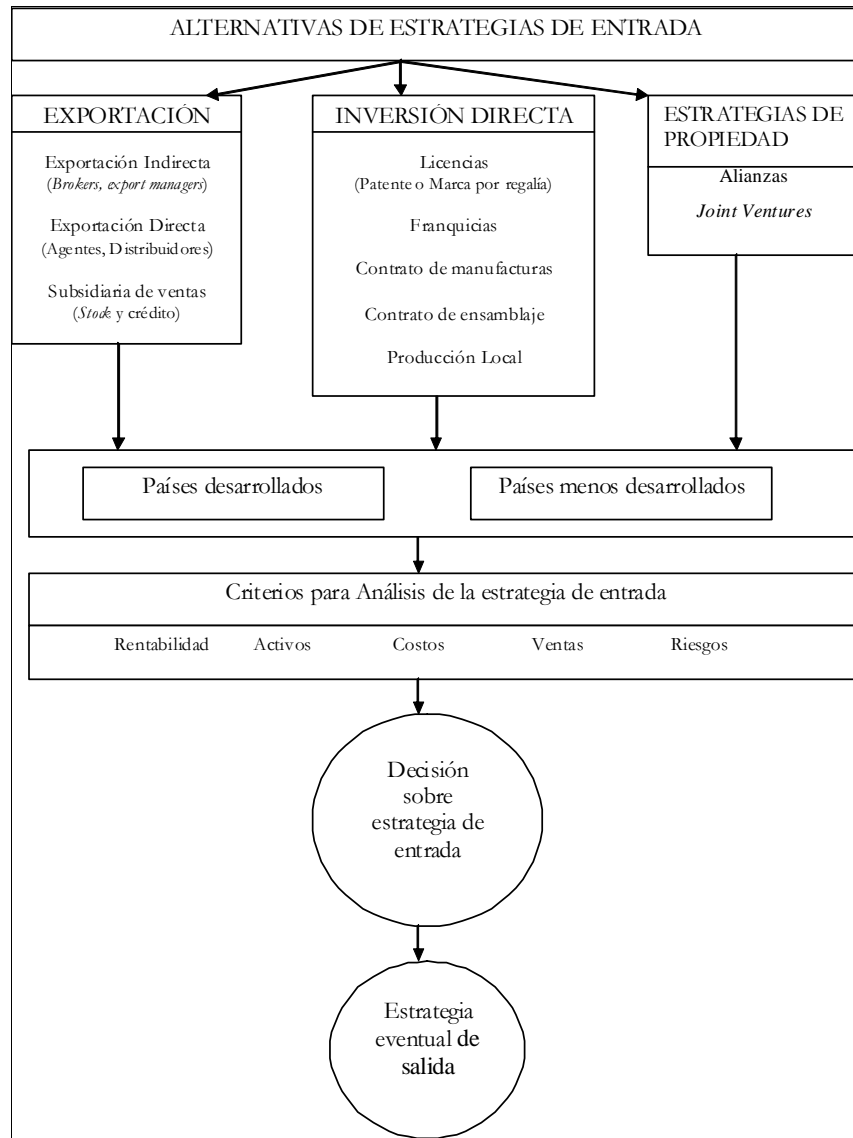 ALTERNATIVAS DE ESTRATEGIAS DE ENTRADA
EXPORTACIÓN
Exportación Indirecta
(Brokers, export managers)
Exportación Directa
(Agentes, Distribuidores)
Subsidiaria de ventas
(Stock y crédito)
INVERSIÓN DIRECTA
Licencias
(Patente o Marca por regalía)
Franquicias
Contrato de manufacturas
Contrato de ensamblaje
Producción Local
ESTRATEGIAS DE
PROPIEDAD
Alianzas
Joint Ventures
Países desarrollados
Países menos desarrollados
Criterios para Análisis de la estrategia de entrada
Rentabilidad Activos Costos Ventas Riesgos
Decisión
sobre
estrategia de
entrada
Estrategia
eventual de
salida